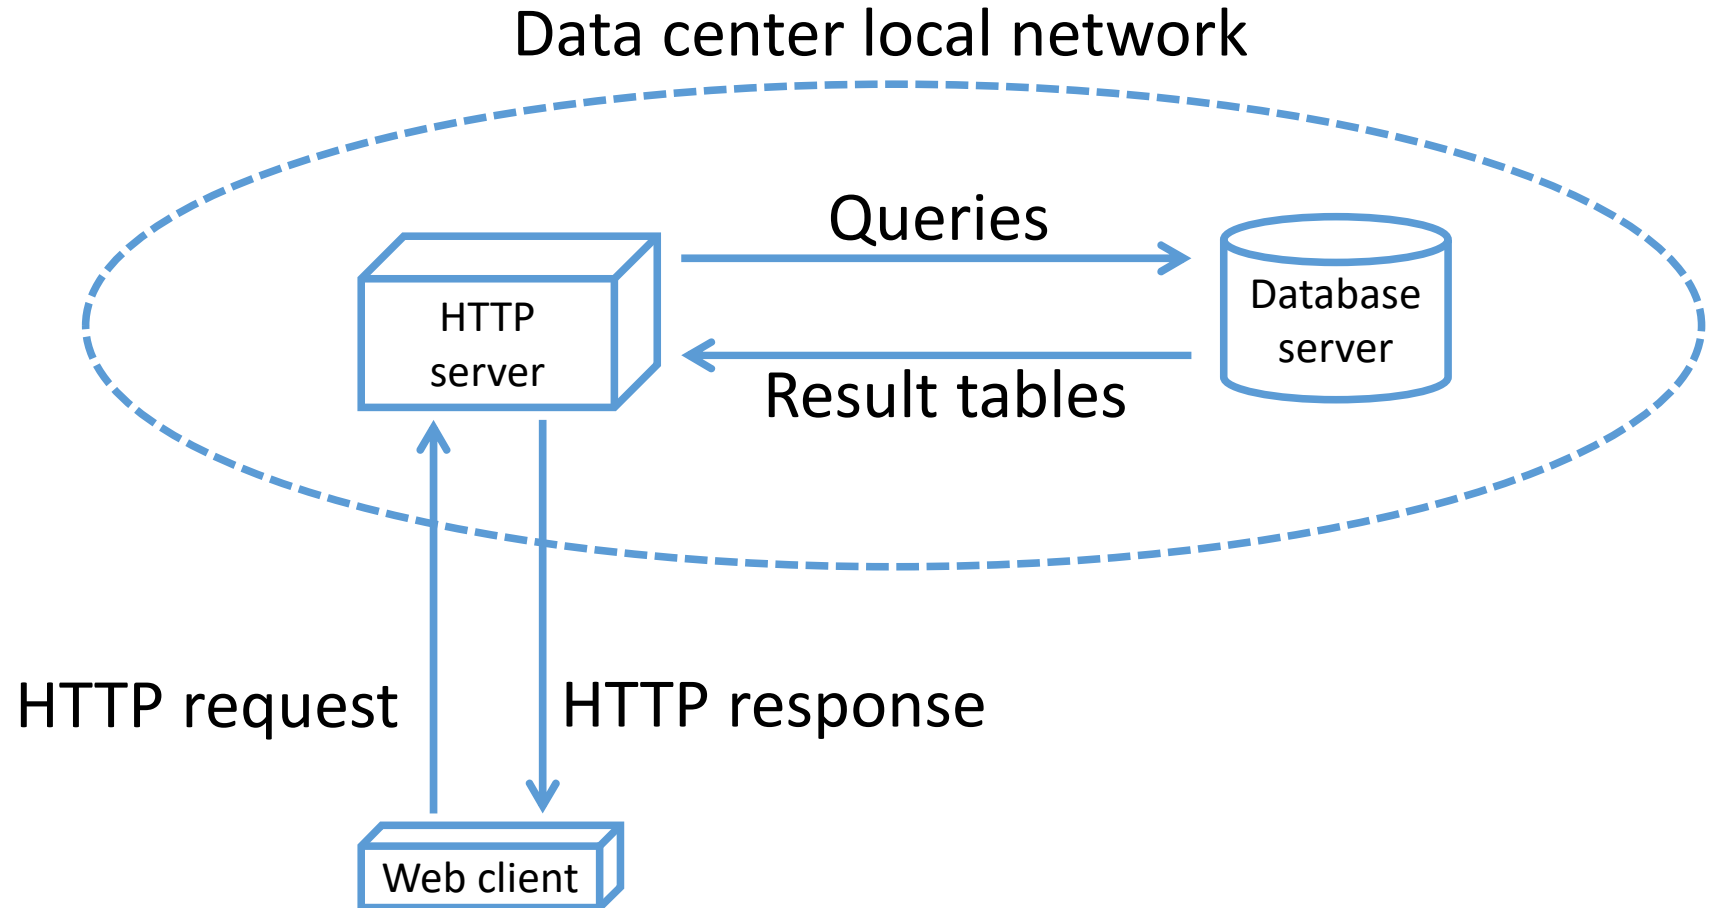 Data center local network
Queries
HTTP
server
Database
server
Result tables
HTTP request
HTTP response
Web client